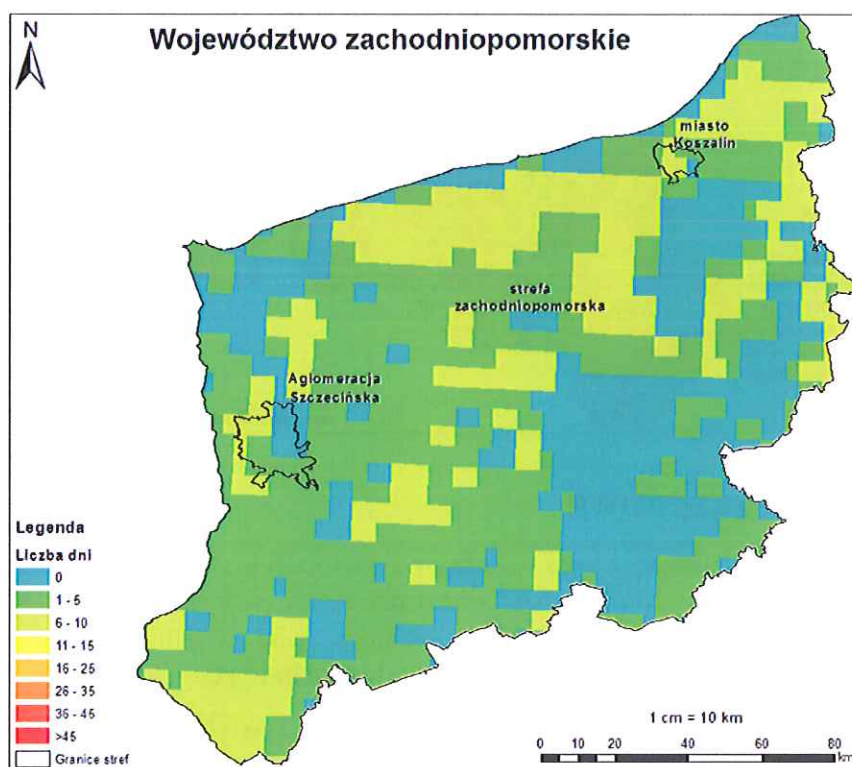 N
Województwo zachodniopomorskie
miasto
Koszalin
strefa
zachodniopomorska
Aglomeracja
Szczecińska
Legenda
Liczba dni
0
1 - 5
6 - 10
11 - 15
16 - 25
26 - 35
36 - 45
>45
Granice stref
1 cm = 10 km
0 5 10 20 40 60 80
km